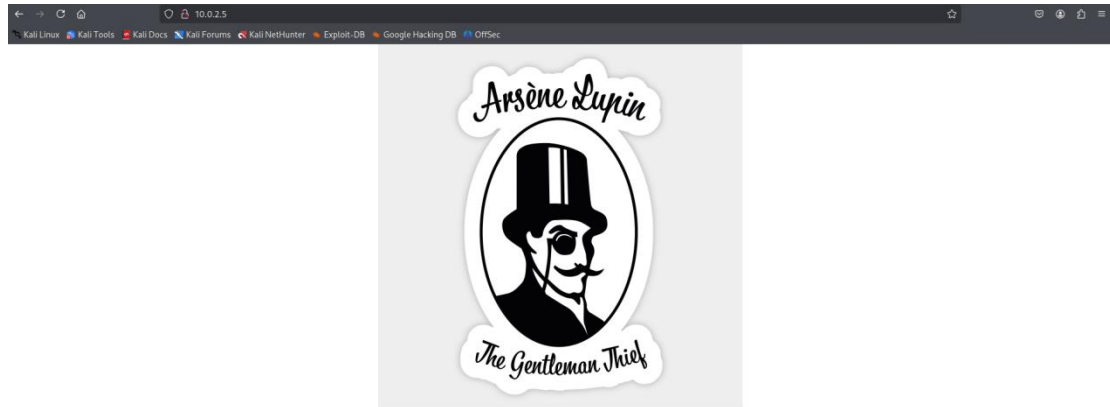 10.0.2.5
Kali Linux Kali Tools Kali Docs Kali Forums Kali NetHunter Exploit-DB Google Hacking DB OffSec
Arsène Lupin
The Gentleman Thief